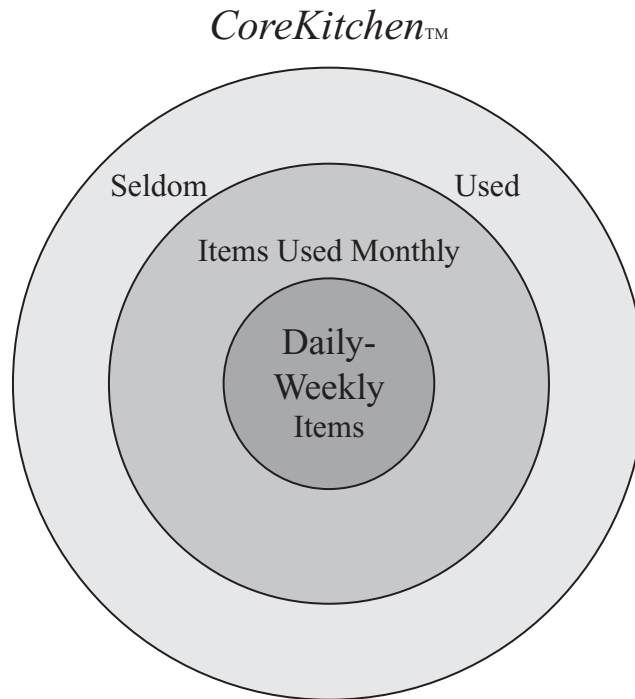 CoreKitchen™
Seldom Used
Items Used Monthly
Daily-
Weekly
Items